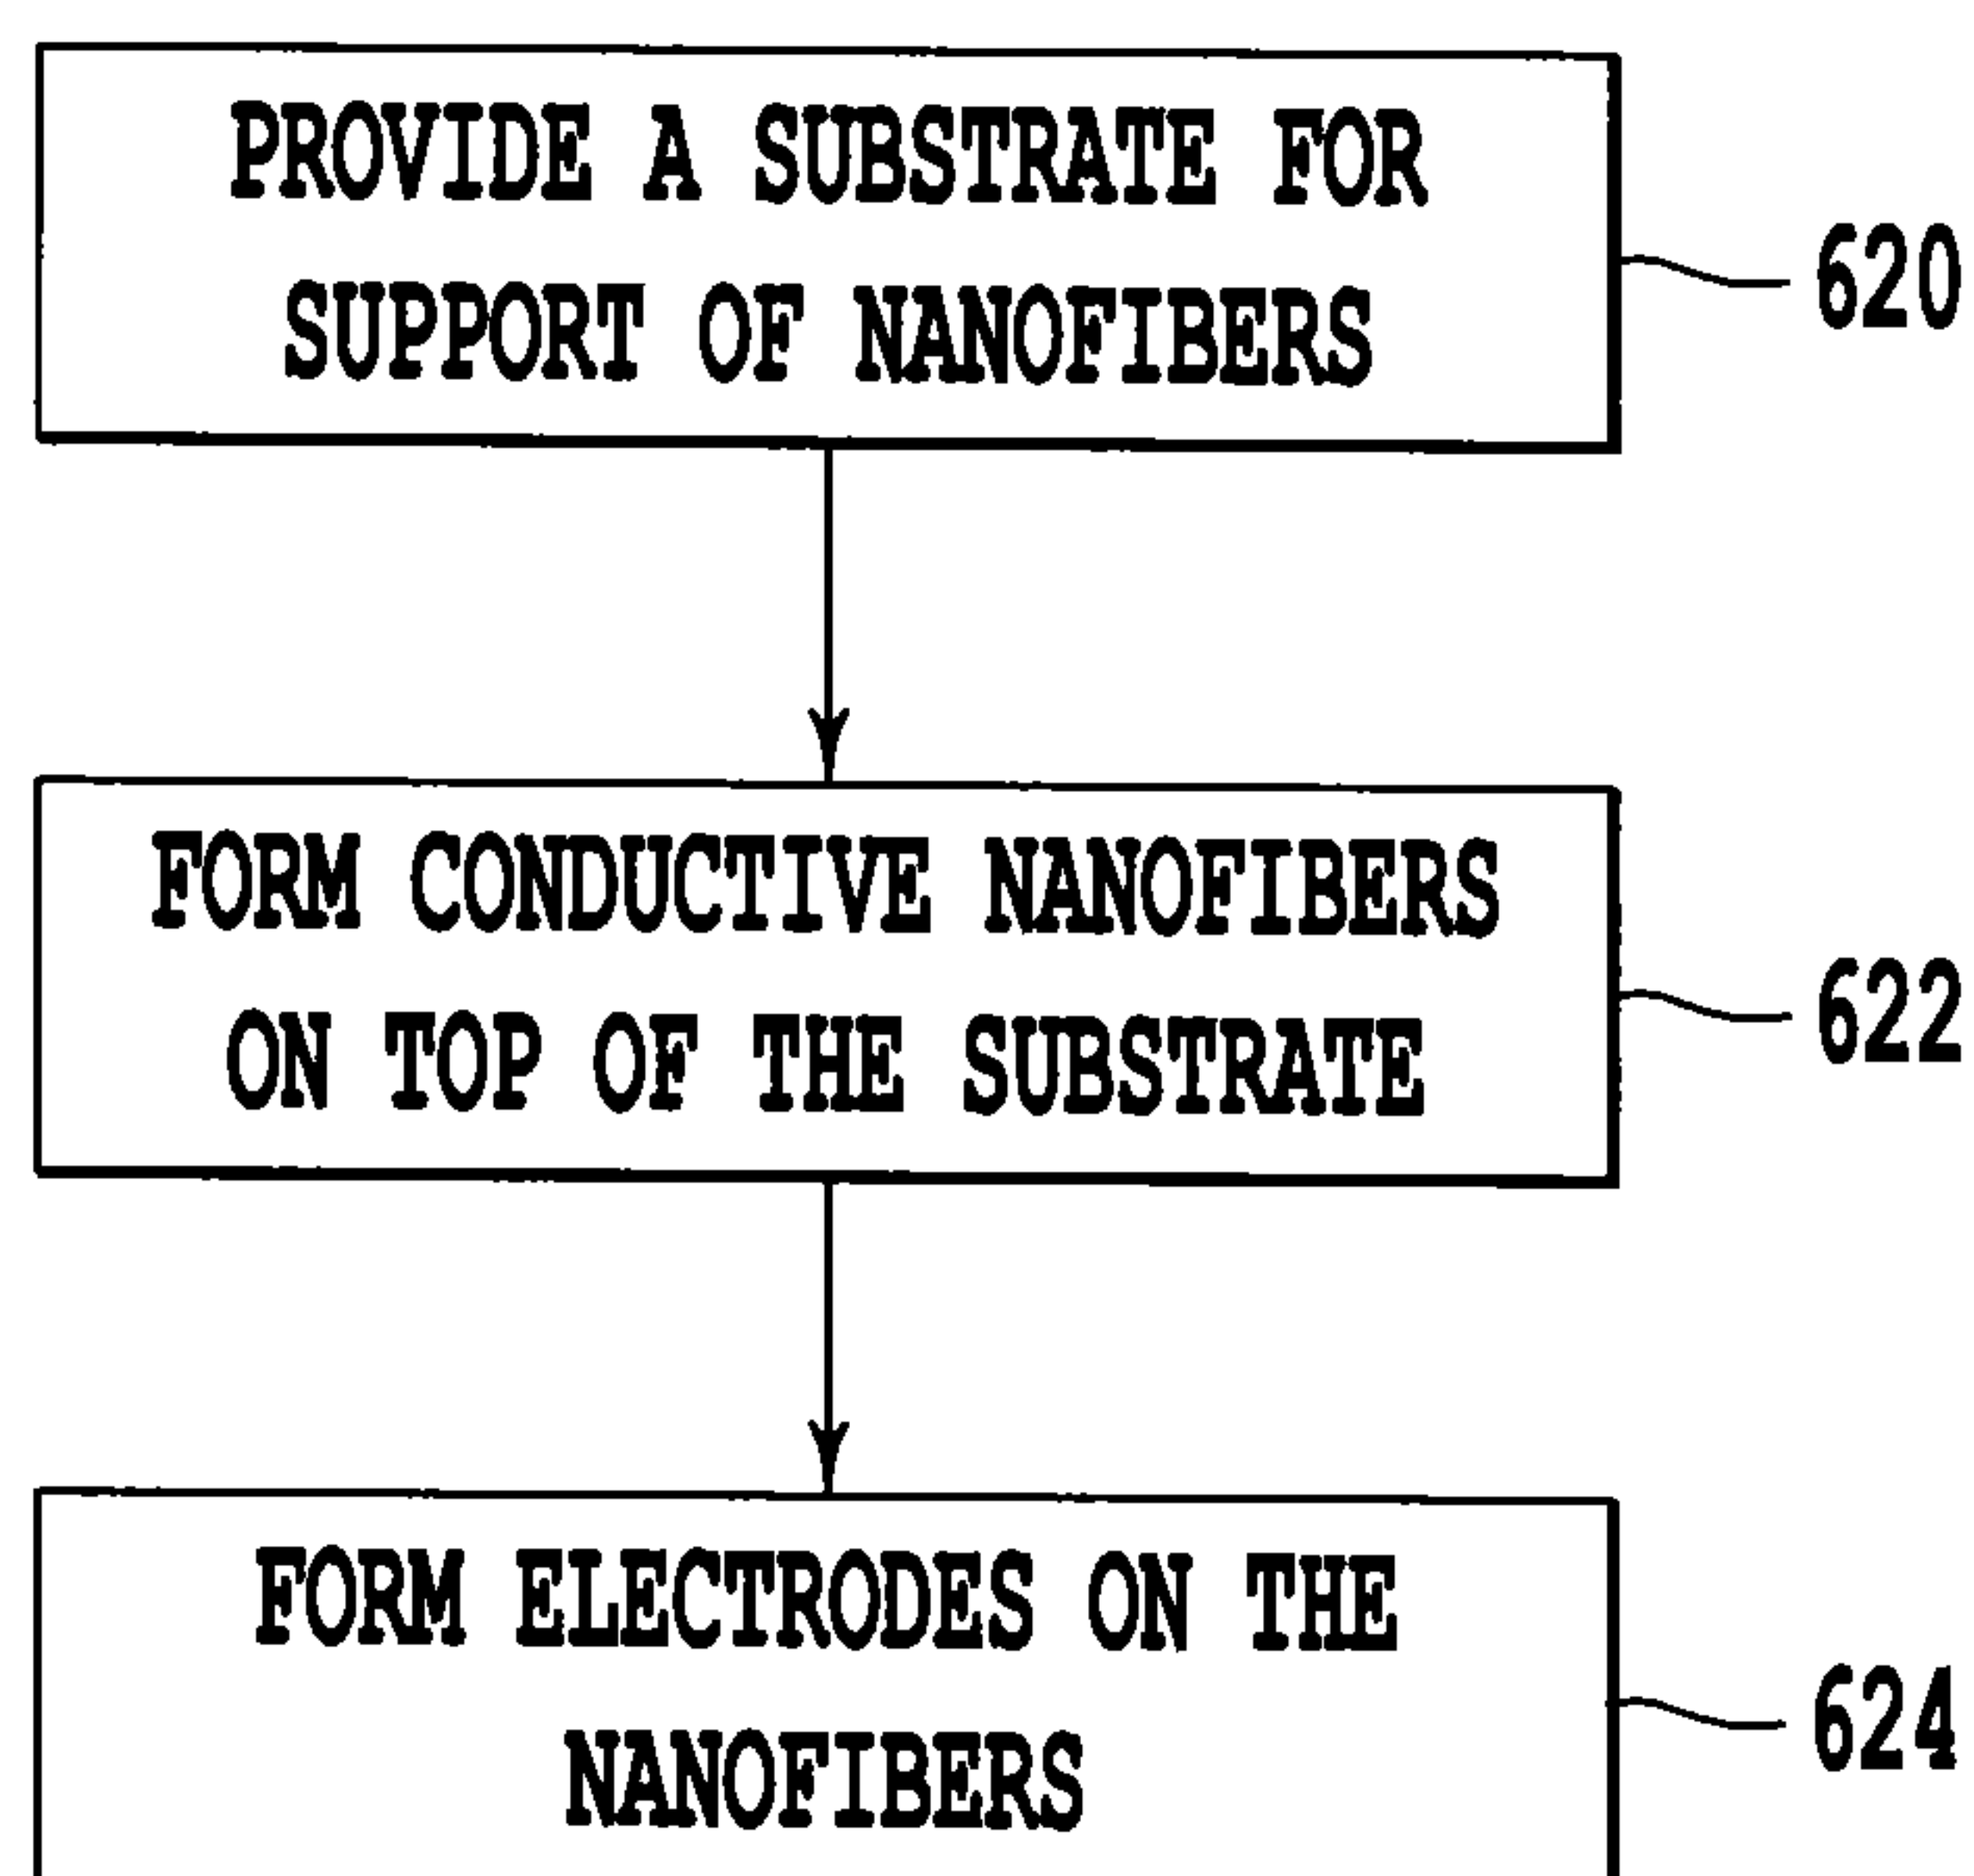 PROVIDE A SUBSTRATE FOR
SUPPORT OF NANOFIBERS
620
FORM CONDUCTIVE NANOFIBERS
ON TOP OF THE SUBSTRATE
622
FORM ELECTRODES ON THE
NANOFIBERS
624